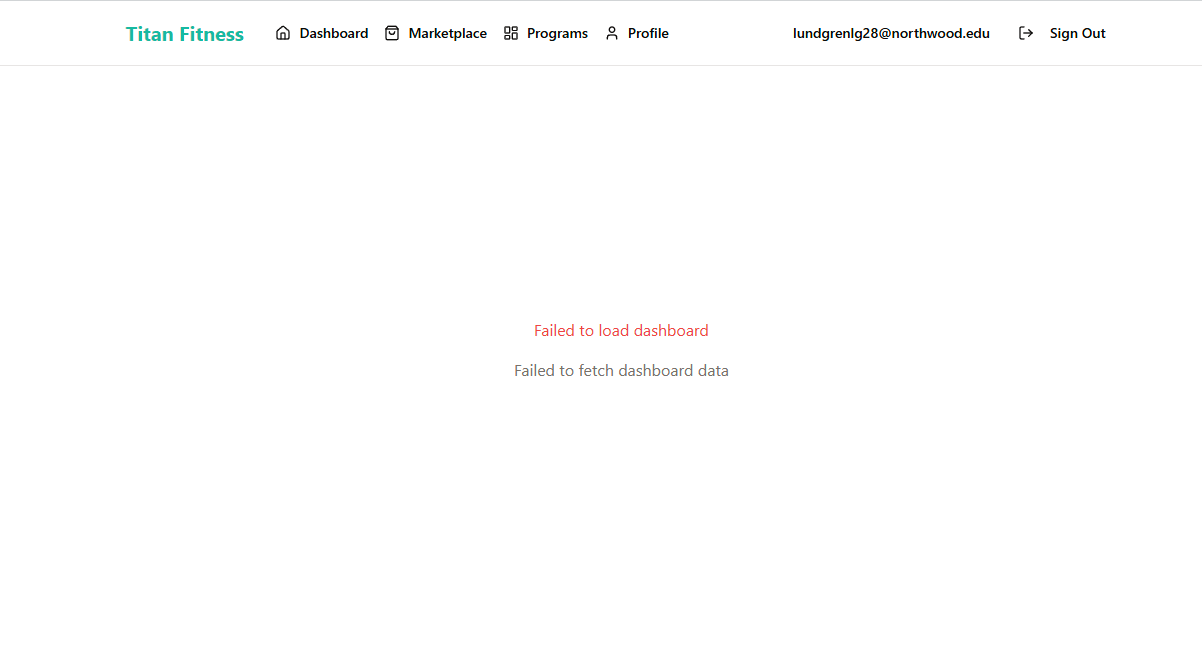 Titan Fitness Dashboard Marketplace Programs Profile lundgrenlg28@northwood.edu Sign Out
Failed to load dashboard
Failed to fetch dashboard data